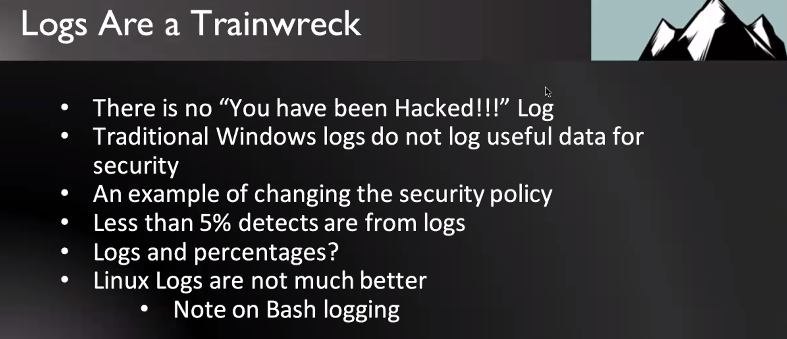 Logs Are a Trainwreck
• There is no “You have been Hacked!!!” Log
• Traditional Windows logs do not log useful data for
security
• An example of changing the security policy
• Less than 5% detects are from logs
• Logs and percentages?
• Linux Logs are not much better
• Note on Bash logging